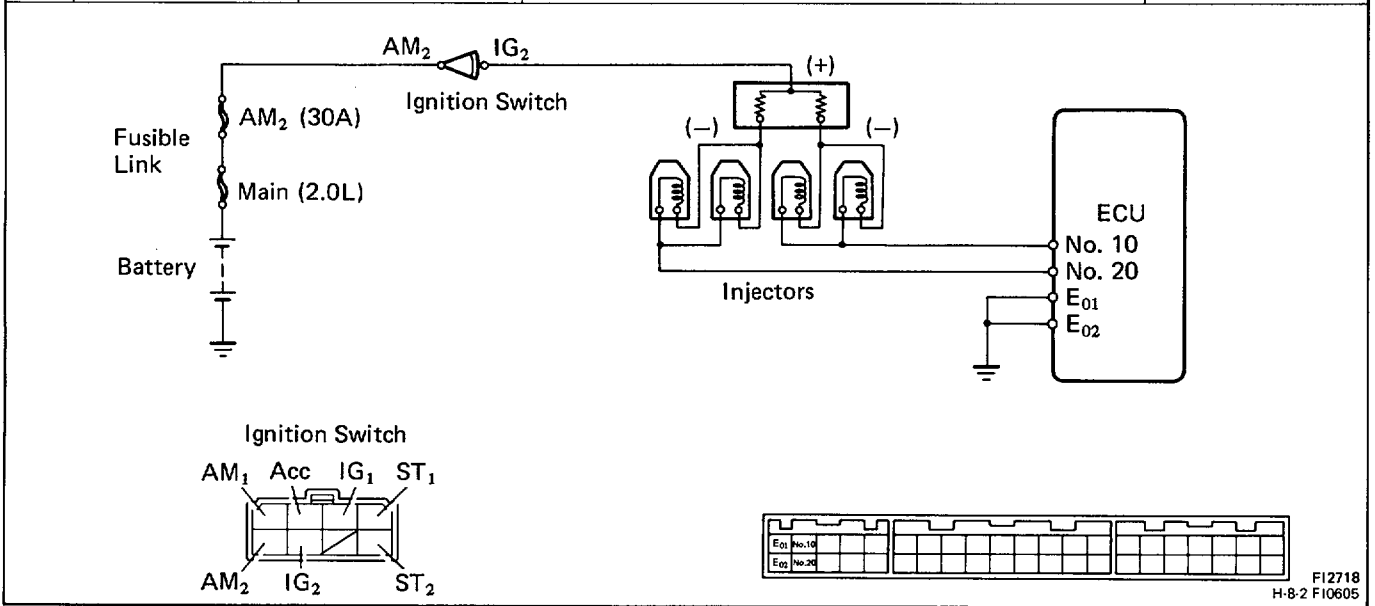 AM₂ IG₂
(+)
Ignition Switch
AM₂ (30A)
Fusible
Link
(−) (−)
Main (2.0L)
ECU
No. 10
Battery
No. 20
Injectors
E₀₁
E₀₂
Ignition Switch
AM₁ Acc IG₁ ST₁
AM₂ IG₂ ST₂
E₀₁ No.10
E₀₂ No.20
FI2718
H-8-2 FI0605